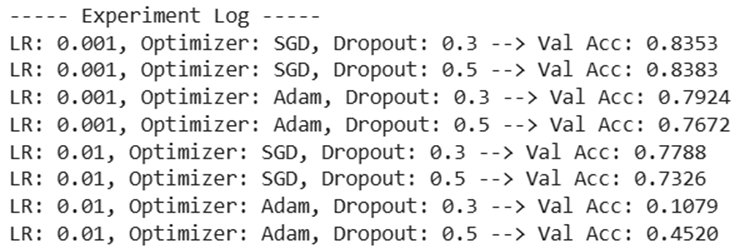 ----- Experiment Log -----
LR: 0.001, Optimizer: SGD, Dropout: 0.3 --> Val Acc: 0.8353
LR: 0.001, Optimizer: SGD, Dropout: 0.5 --> Val Acc: 0.8383
LR: 0.001, Optimizer: Adam, Dropout: 0.3 --> Val Acc: 0.7924
LR: 0.001, Optimizer: Adam, Dropout: 0.5 --> Val Acc: 0.7672
LR: 0.01, Optimizer: SGD, Dropout: 0.3 --> Val Acc: 0.7788
LR: 0.01, Optimizer: SGD, Dropout: 0.5 --> Val Acc: 0.7326
LR: 0.01, Optimizer: Adam, Dropout: 0.3 --> Val Acc: 0.1079
LR: 0.01, Optimizer: Adam, Dropout: 0.5 --> Val Acc: 0.4520